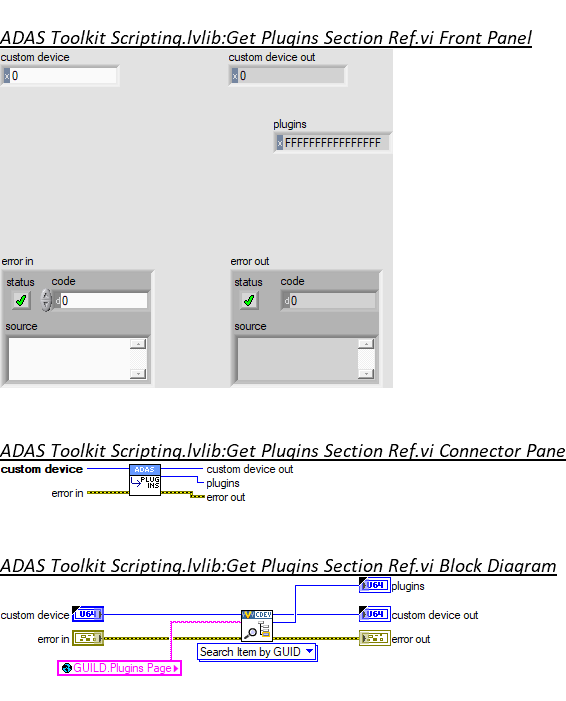 ADAS Toolkit Scripting.lvlib:Get Plugins Section Ref.vi Front Panel
custom device custom device out
x 0 x 0
plugins
x FFFFFFFFFFFFFFFF
error in error out
status code status code
d 0 d 0
source source
ADAS Toolkit Scripting.lvlib:Get Plugins Section Ref.vi Connector Pane
custom device ADAS custom device out
PLUG plugins
error in INS error out
ADAS Toolkit Scripting.lvlib:Get Plugins Section Ref.vi Block Diagram
U64 plugins
custom device U64 CDEV U64 custom device out
error in error out
Search Item by GUID
GUILD.Plugins Page